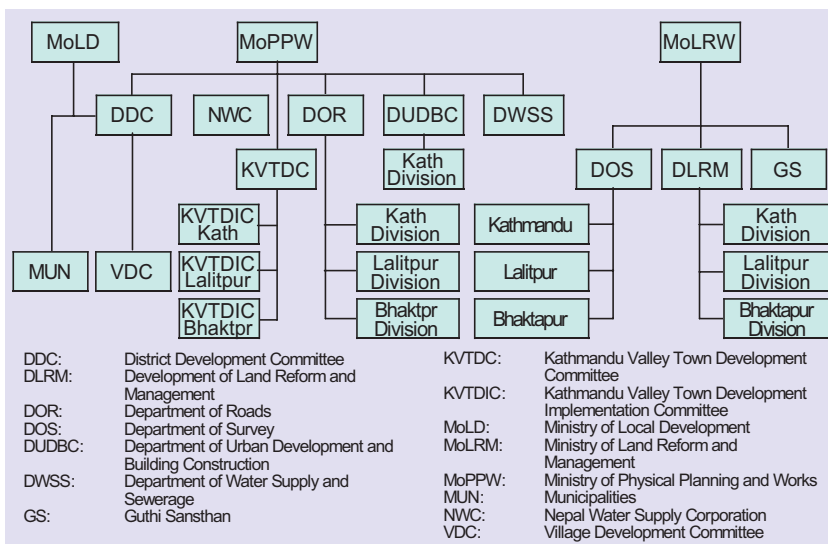 MoLD
MoPPW
MoLRW
DDC
NWC
DOR
DUDBC
DWSS
KVTDC
Kath
Division
DOS
DLRM
GS
KVTDIC
Kath
Kath
Division
Kathmandu
Kath
Division
MUN
VDC
KVTDIC
Lalitpur
Lalitpur
Division
Lalitpur
Lalitpur
Division
KVTDIC
Bhaktpr
Bhaktpr
Division
Bhaktapur
Bhaktapur
Division
DDC: District Development Committee
DLRM: Development of Land Reform and
Management
DOR: Department of Roads
DOS: Department of Survey
DUDBC: Department of Urban Development and
Building Construction
DWSS: Department of Water Supply and
Sewerage
GS: Guthi Sansthan
KVTDC: Kathmandu Valley Town Development
Committee
KVTDIC: Kathmandu Valley Town Development
Implementation Committee
MoLD: Ministry of Local Development
MoLRM: Ministry of Land Reform and
Management
MoPPW: Ministry of Physical Planning and Works
MUN: Municipalities
NWC: Nepal Water Supply Corporation
VDC: Village Development Committee